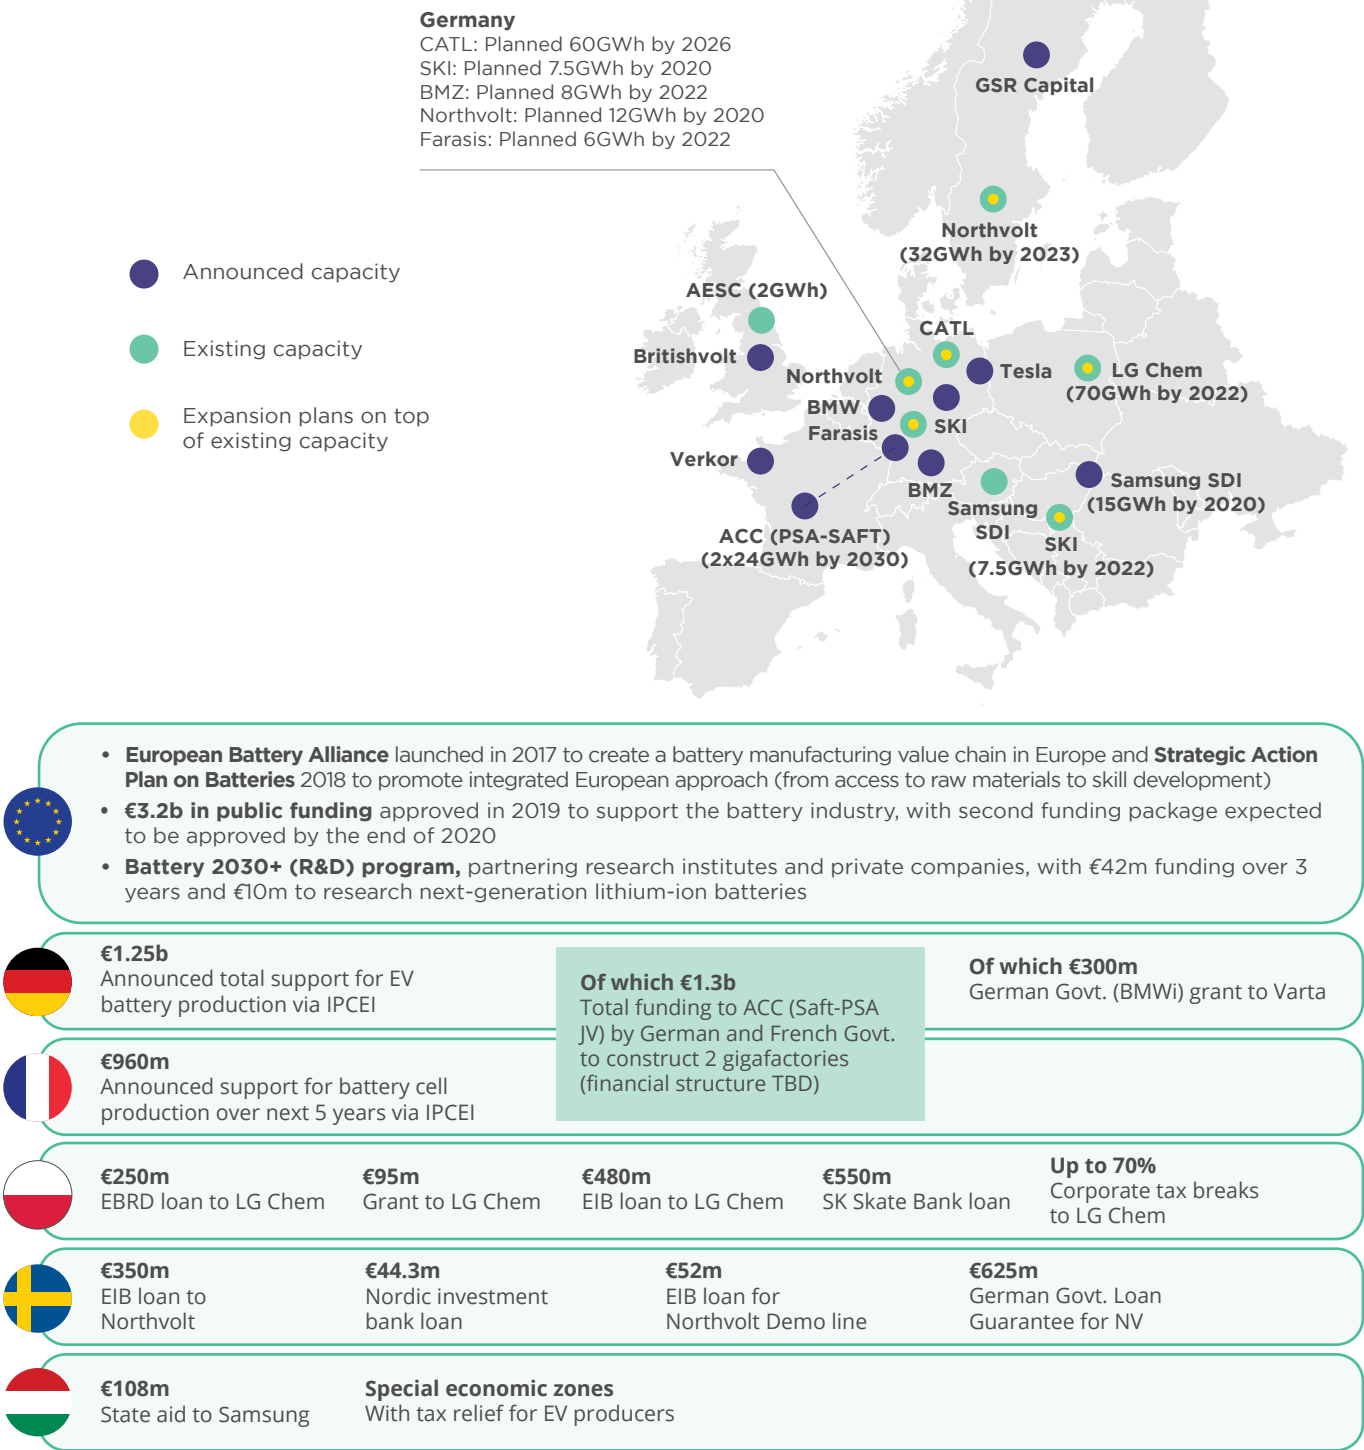 Germany
CATL: Planned 60GWh by 2026
SKI: Planned 7.5GWh by 2020
BMZ: Planned 8GWh by 2022
Northvolt: Planned 12GWh by 2020
Farasis: Planned 6GWh by 2022
GSR Capital
Northvolt
(32GWh by 2023)
Announced capacity
Existing capacity
Expansion plans on top
of existing capacity
AESC (2GWh)
Britishvolt
CATL
Tesla
LG Chem
(70GWh by 2022)
Northvolt
BMW
Farasis
SKI
Verkor
BMZ
Samsung
SDI
Samsung SDI
(15GWh by 2020)
ACC (PSA-SAFT)
(2x24GWh by 2030)
SKI
(7.5GWh by 2022)
• European Battery Alliance launched in 2017 to create a battery manufacturing value chain in Europe and Strategic Action
Plan on Batteries 2018 to promote integrated European approach (from access to raw materials to skill development)
• €3.2b in public funding approved in 2019 to support the battery industry, with second funding package expected
to be approved by the end of 2020
• Battery 2030+ (R&D) program, partnering research institutes and private companies, with €42m funding over 3
years and €10m to research next-generation lithium-ion batteries
€1.25b
Announced total support for EV
battery production via IPCEI
Of which €1.3b
Total funding to ACC (Saft-PSA
JV) by German and French Govt.
to construct 2 gigafactories
(financial structure TBD)
Of which €300m
German Govt. (BMWi) grant to Varta
€960m
Announced support for battery cell
production over next 5 years via IPCEI
€250m
EBRD loan to LG Chem
€95m
Grant to LG Chem
€480m
EIB loan to LG Chem
€550m
SK Skate Bank loan
Up to 70%
Corporate tax breaks
to LG Chem
€350m
EIB loan to
Northvolt
€44.3m
Nordic investment
bank loan
€52m
EIB loan for
Northvolt Demo line
€625m
German Govt. Loan
Guarantee for NV
€108m
State aid to Samsung
Special economic zones
With tax relief for EV producers